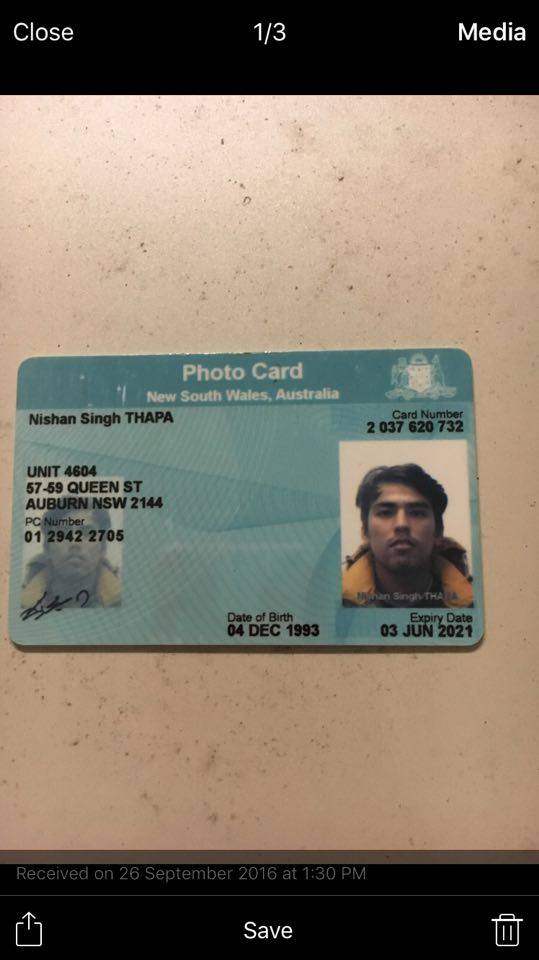 Close 1/3 Media
Photo Card
New South Wales, Australia
Nishan Singh THAPA
Card Number
2 037 620 732
UNIT 4604
57-59 QUEEN ST
AUBURN NSW 2144
PC Number
01 2942 2705
Nishan Singh THAPA
Date of Birth
04 DEC 1993
Expiry Date
03 JUN 2021
Received on 26 September 2016 at 1:30 PM
Save